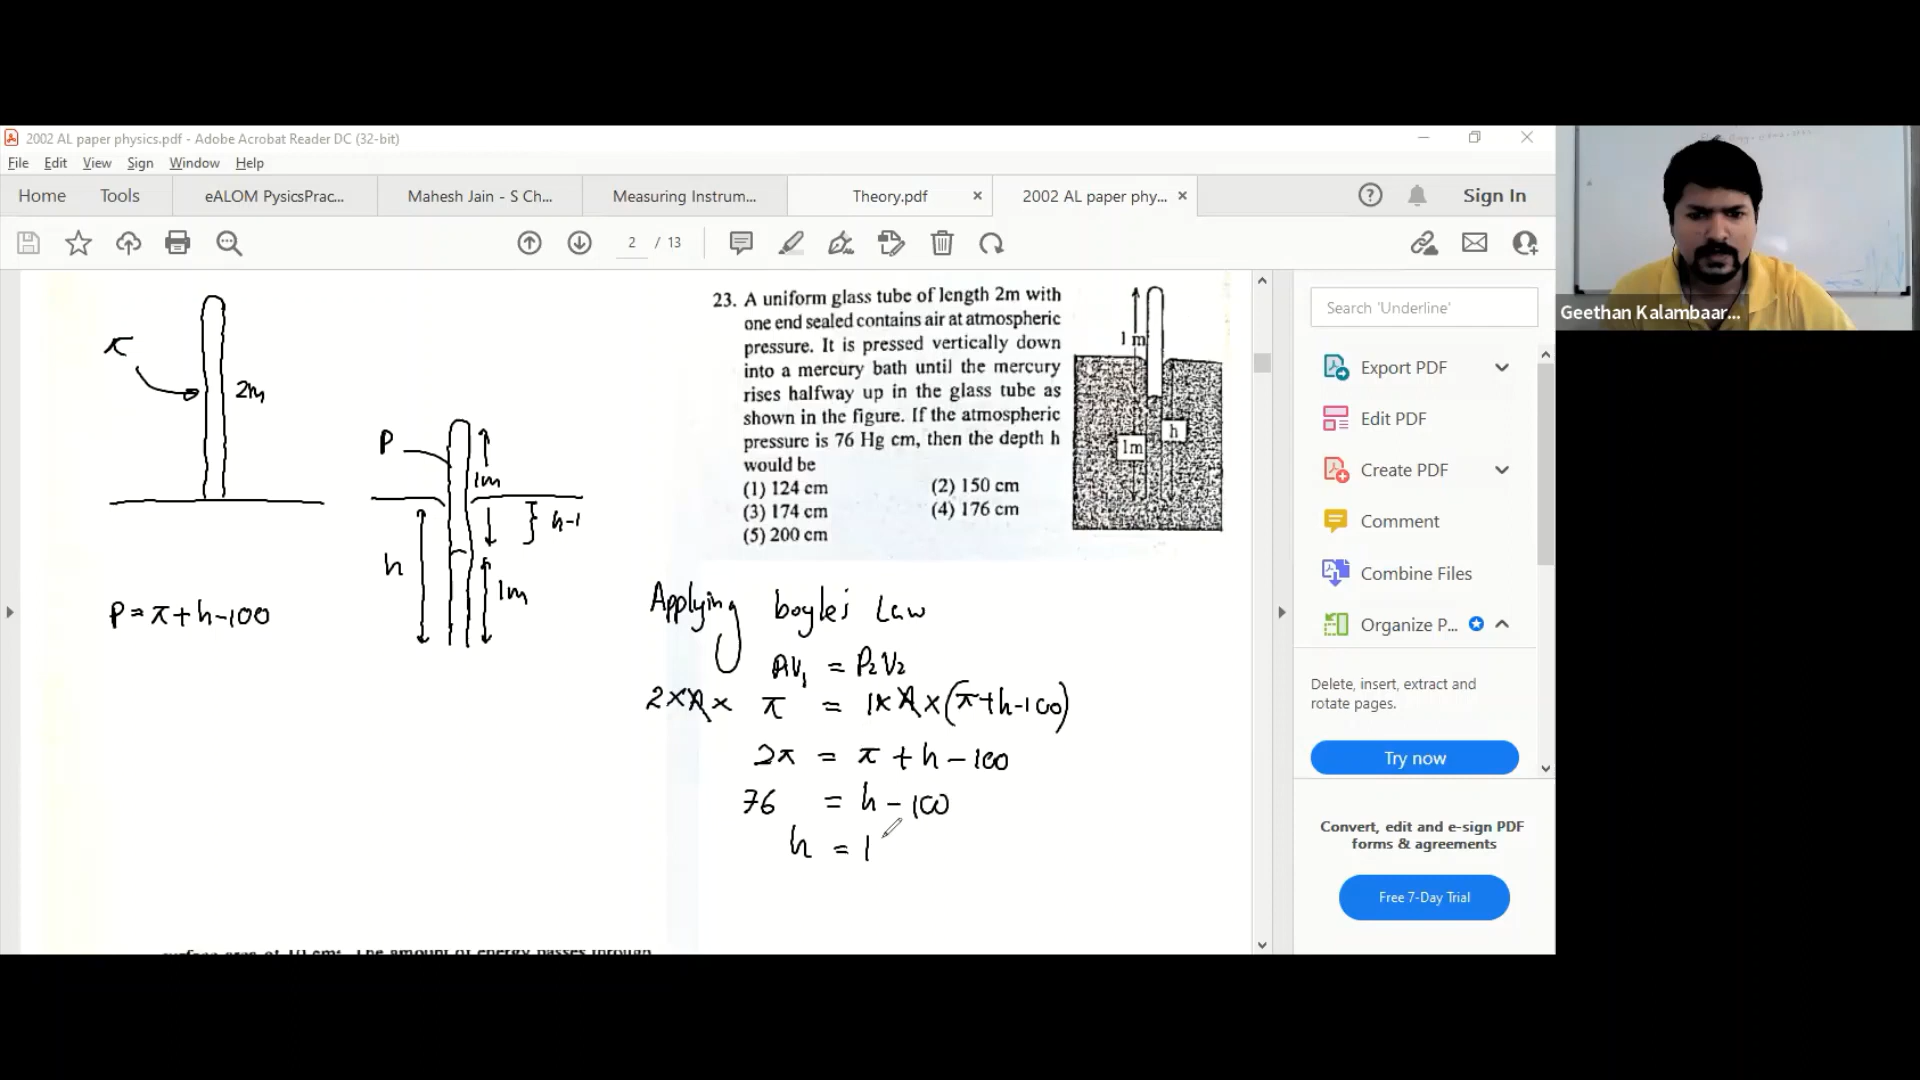 2002 AL paper physics.pdf - Adobe Acrobat Reader DC (32-bit)
File Edit View Sign Window Help
Home Tools eALOM PysicsPrac... Mahesh Jain - S Ch... Measuring Instrum... Theory.pdf × 2002 AL paper phy... × Sign In
2 / 13
Geethan Kalambaar...
23. A uniform glass tube of length 2m with
one end sealed contains air at atmospheric
pressure. It is pressed vertically down
into a mercury bath until the mercury
rises halfway up in the glass tube as
shown in the figure. If the atmospheric
pressure is 76 Hg cm, then the depth h
would be
(1) 124 cm (2) 150 cm
(3) 174 cm (4) 176 cm
(5) 200 cm
1 m
h
1m
π
2m
P
1m
h-1
h
1m
P = π + h - 100
Applying boyle's Law
P₁V₁ = P₂V₂
2×A× π = 1×A×(π+h-100)
2π = π + h - 100
76 = h - 100
h = 1
Search 'Underline'
Export PDF
Edit PDF
Create PDF
Comment
Combine Files
Organize P...
Delete, insert, extract and
rotate pages.
Try now
Convert, edit and e-sign PDF
forms & agreements
Free 7-Day Trial